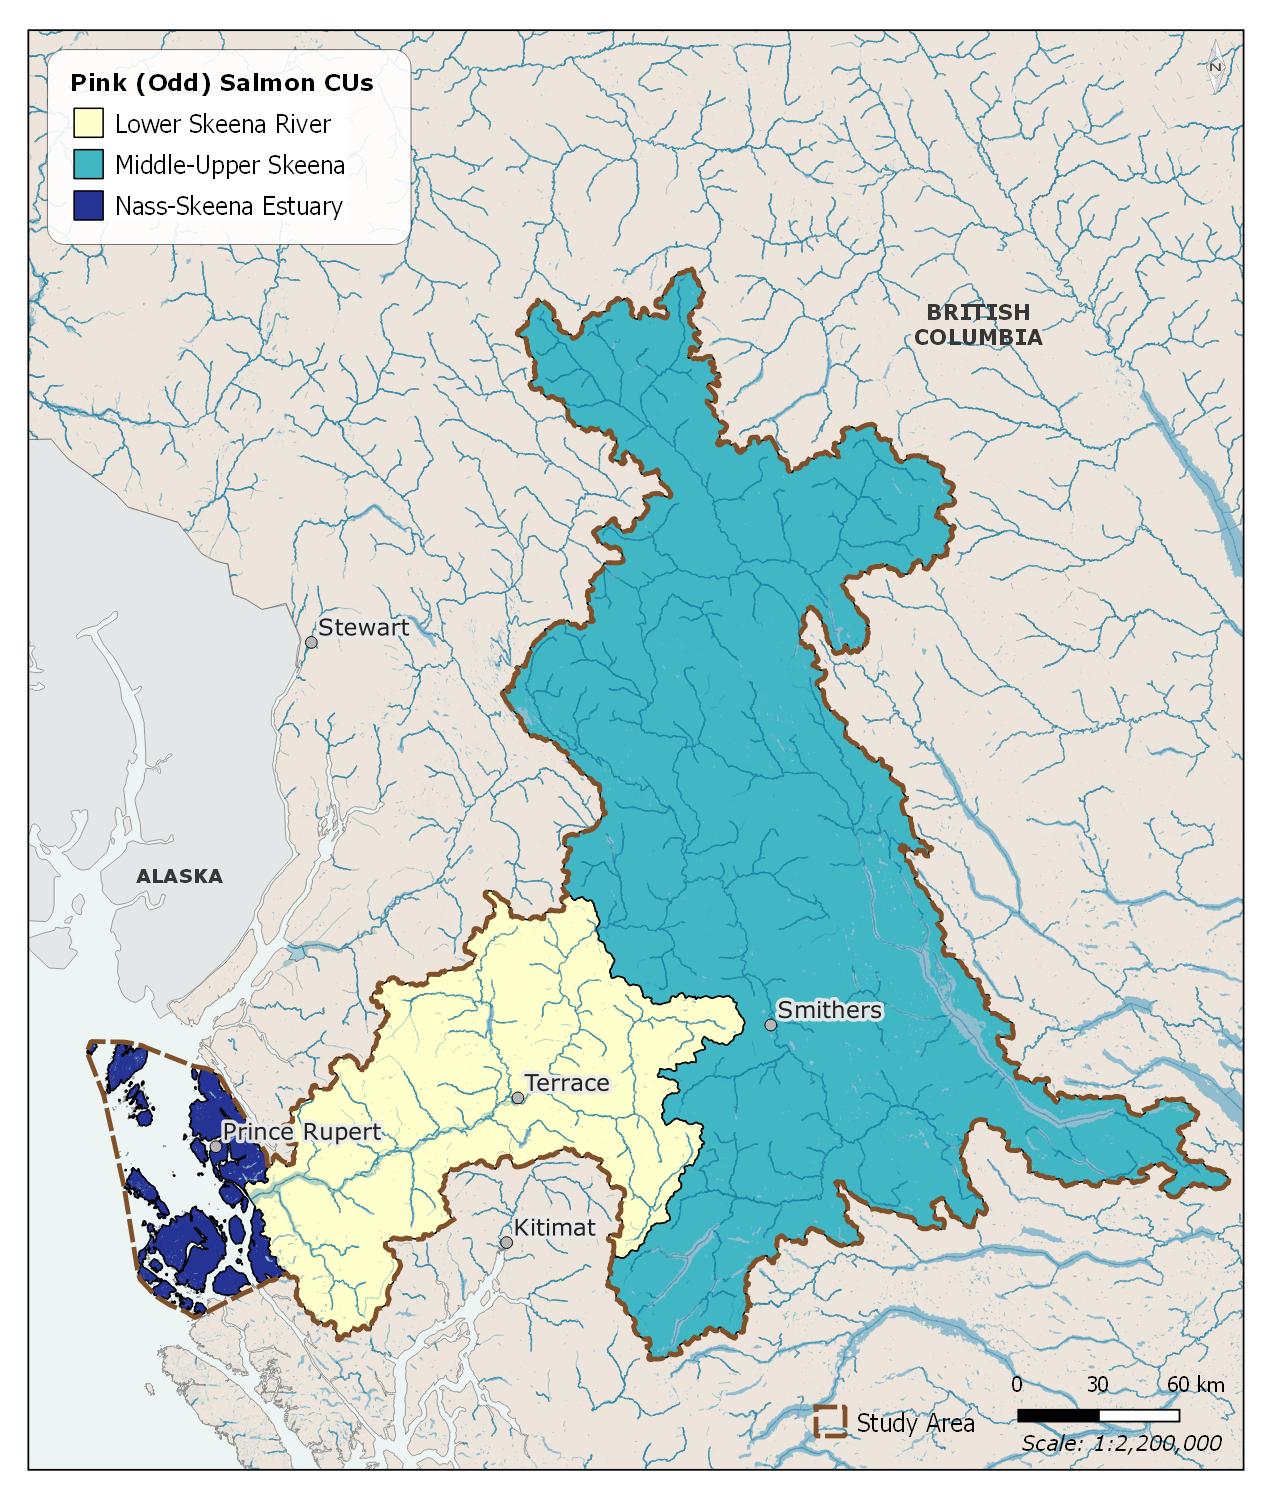 Pink (Odd) Salmon CUs
Lower Skeena River
Middle-Upper Skeena
Nass-Skeena Estuary
N
BRITISH
COLUMBIA
Stewart
ALASKA
Smithers
Terrace
Prince Rupert
Kitimat
0 30 60 km
Study Area
Scale: 1:2,200,000